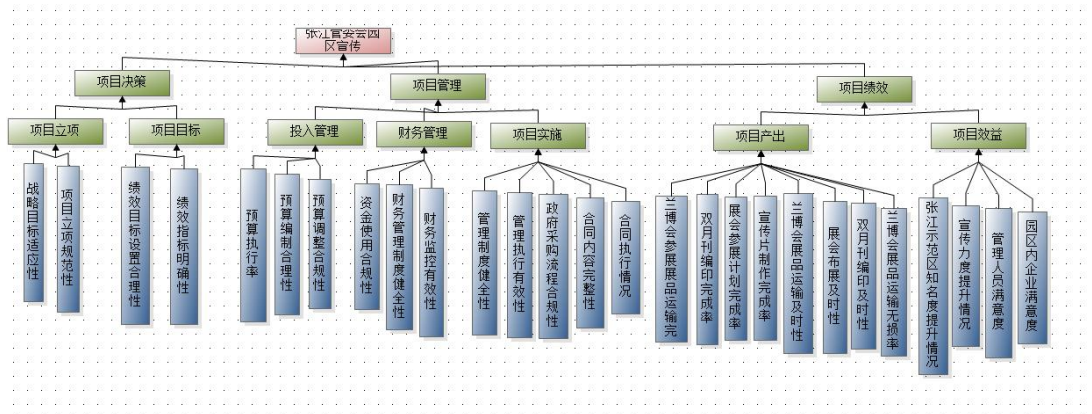 张江管委会园
区宣传
项目决策
项目管理
项目绩效
项目立项
项目目标
投入管理
财务管理
项目实施
项目产出
项目效益
战略目标适应性
项目立项规范性
绩效目标设置合理性
绩效指标明确性
预算执行率
预算编制合理性
预算调整合规性
资金使用合规性
财务管理制度健全性
财务监控有效性
管理制度健全性
管理执行有效性
政府采购流程合规性
合同内容完整性
合同执行情况
兰博会参展展品运输完
双月刊编印完成率
展会参展计划完成率
宣传片制作完成率
兰博会展品运输及时性
展会布展及时性
双月刊编印及时性
兰博会展品运输无损率
张江示范区知名度提升情况
宣传力度提升情况
管理人员满意度
园区内企业满意度